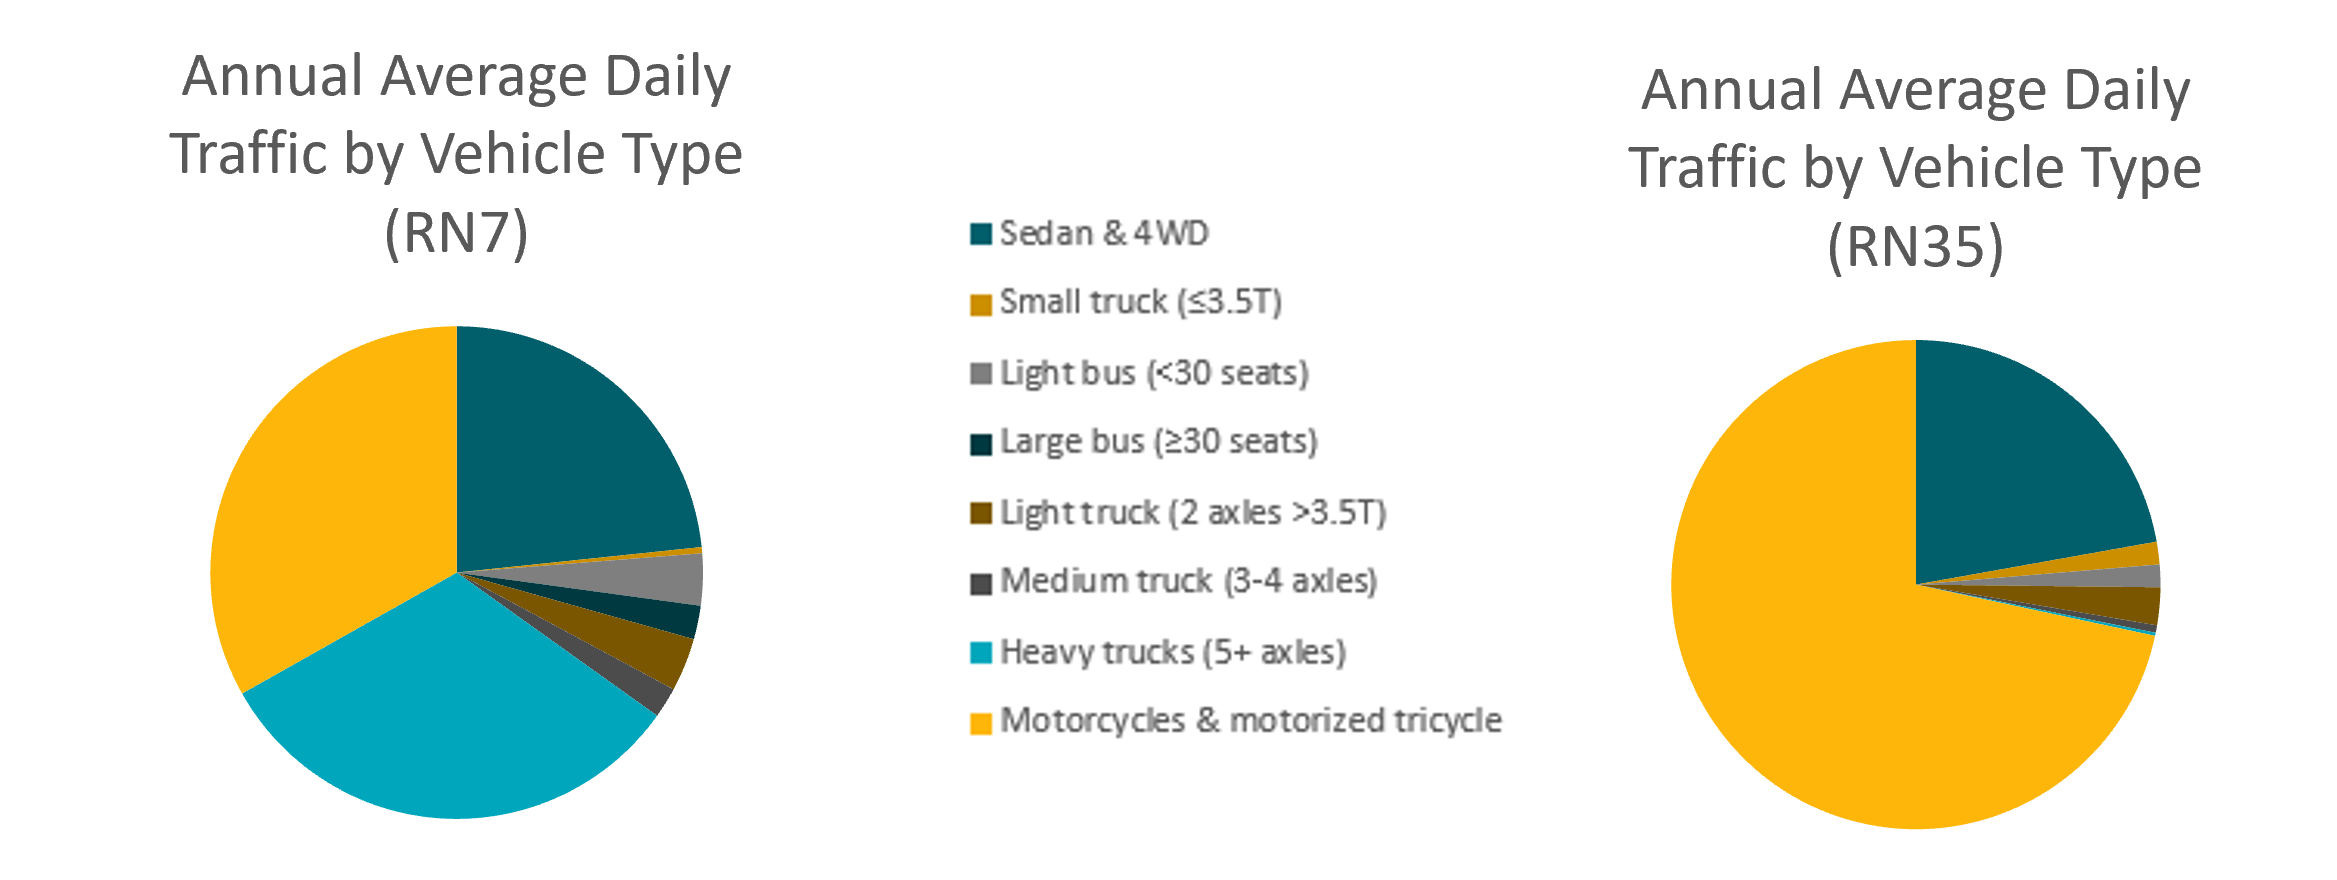 Annual Average Daily
Traffic by Vehicle Type
(RN7)
Sedan & 4WD
Small truck (≤3.5T)
Light bus (<30 seats)
Large bus (≥30 seats)
Light truck (2 axles >3.5T)
Medium truck (3-4 axles)
Heavy trucks (5+ axles)
Motorcycles & motorized tricycle
Annual Average Daily
Traffic by Vehicle Type
(RN35)